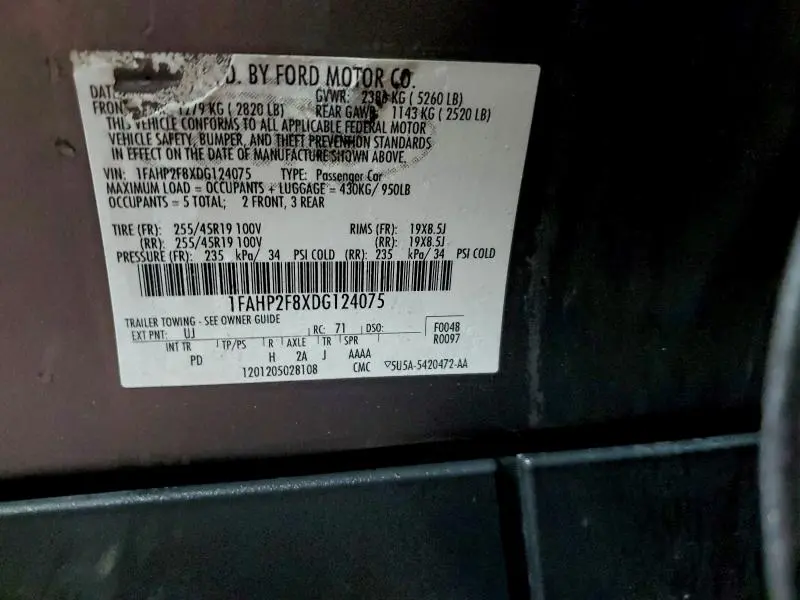 D. BY FORD MOTOR CO.
DATE GVWR: 2386 KG ( 5260 LB)
FRONT 1279 KG ( 2820 LB) REAR GAWR: 1143 KG ( 2520 LB)
THIS VEHICLE CONFORMS TO ALL APPLICABLE FEDERAL MOTOR
VEHICLE SAFETY, BUMPER, AND THEFT PREVENTION STANDARDS
IN EFFECT ON THE DATE OF MANUFACTURE SHOWN ABOVE.
VIN: 1FAHP2F8XDG124075 TYPE: Passenger Car
MAXIMUM LOAD = OCCUPANTS + LUGGAGE = 430KG/ 950LB
OCCUPANTS = 5 TOTAL; 2 FRONT, 3 REAR
TIRE (FR): 255/45R19 100V RIMS (FR): 19X8.5J
(RR): 255/45R19 100V (RR): 19X8.5J
PRESSURE (FR): 235 kPa/ 34 PSI COLD (RR): 235 kPa/ 34 PSI COLD
1FAHP2F8XDG124075
TRAILER TOWING - SEE OWNER GUIDE
EXT PNT: UJ RC: 71 DSO: F0048
R0097
INT TR TP/PS R AXLE TR SPR
PD H 2A J AAAA
1201205028108 CMC ▽5U5A-5420472-AA